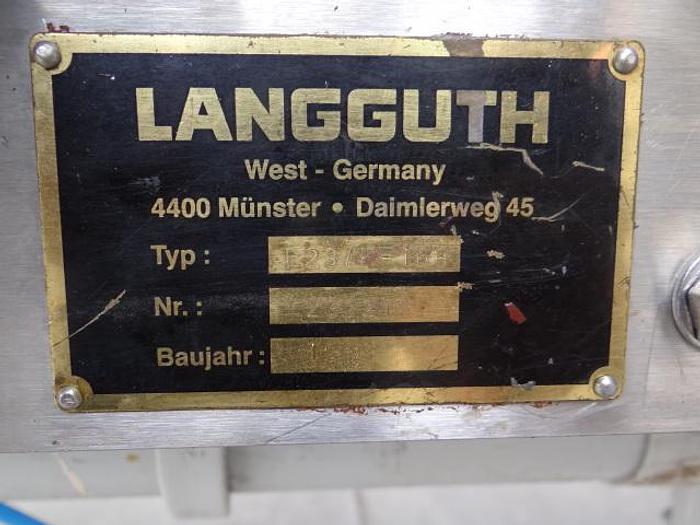 LANGGUTH
West - Germany
4400 Münster • Daimlerweg 45
Typ :
Nr. :
Baujahr :